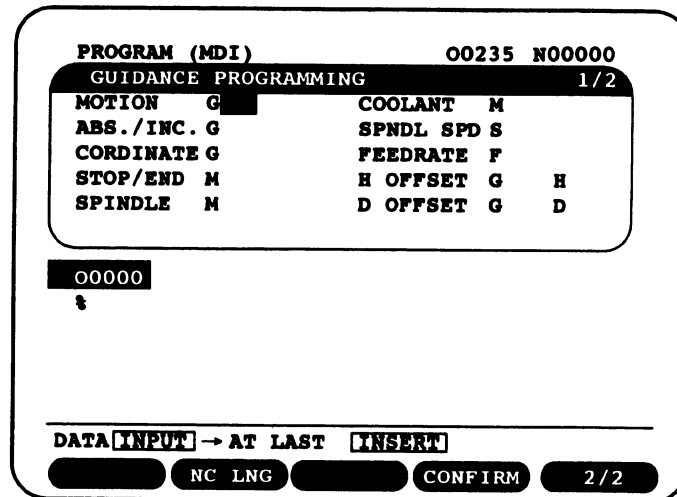 PROGRAM (MDI) O0235 N00000
GUIDANCE PROGRAMMING 1/2
MOTION G COOLANT M
ABS./INC. G SPNDL SPD S
CORDINATE G FEEDRATE F
STOP/END M H OFFSET G H
SPINDLE M D OFFSET G D
O0000
%
DATA INPUT → AT LAST INSERT
NC LNG CONFIRM 2/2